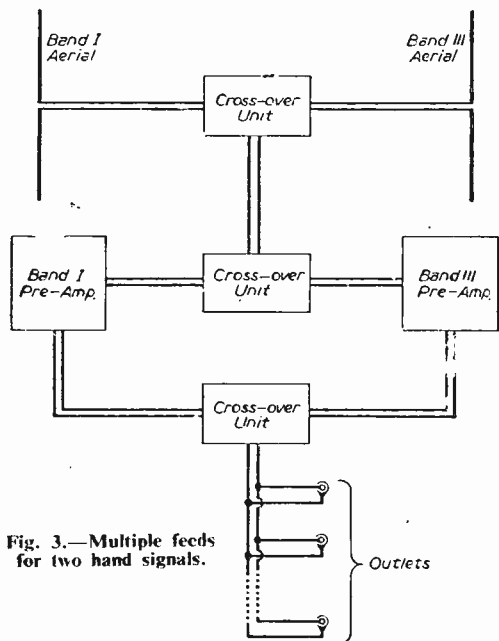 Band I
Aerial
Band III
Aerial
Cross-over
Unit
Band I
Pre-Amp.
Cross-over
Unit
Band III
Pre-Amp.
Cross-over
Unit
Fig. 3.—Multiple feeds
for two hand signals.
Outlets